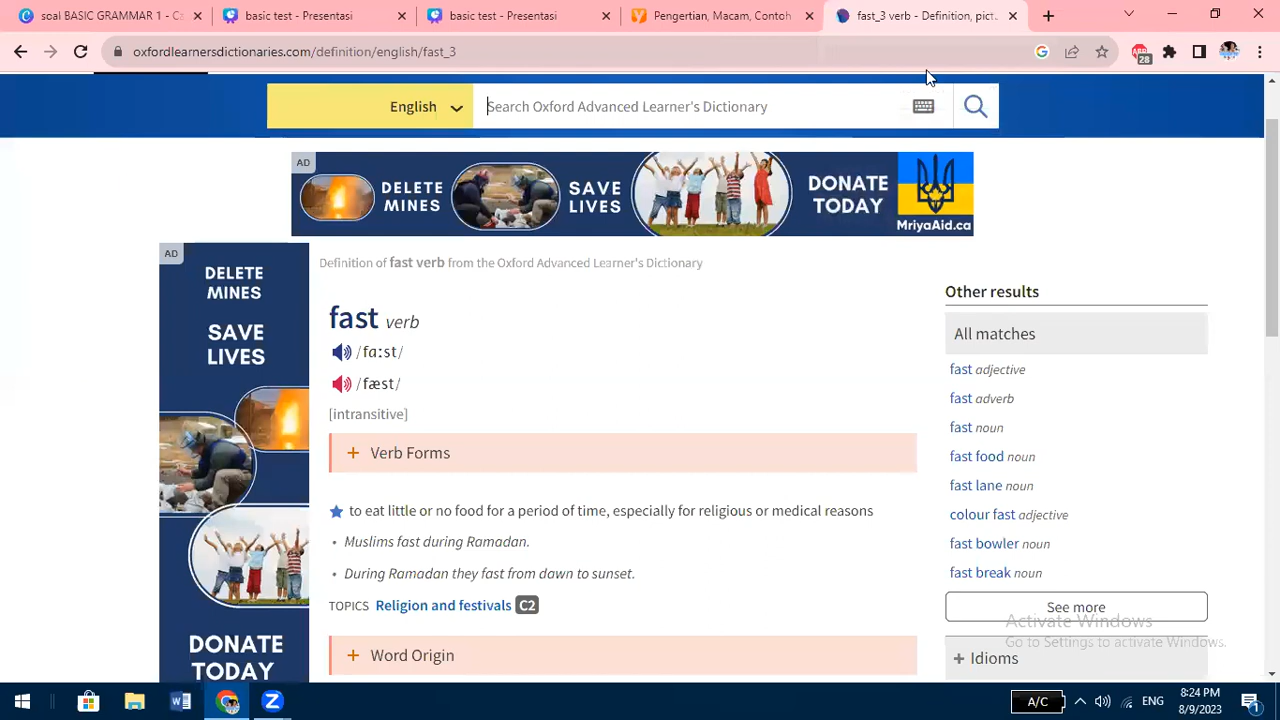 soal BASIC GRAMMAR 1 - Ca
basic test - Presentasi
basic test - Presentasi
Pengertian, Macam, Contoh
fast_3 verb - Definition, pict
oxfordlearnersdictionaries.com/definition/english/fast_3
28
English
Search Oxford Advanced Learner's Dictionary
AD
DELETE MINES
SAVE LIVES
DONATE TODAY
MriyaAid.ca
AD
DELETE
MINES
SAVE
LIVES
DONATE
TODAY
Definition of fast verb from the Oxford Advanced Learner's Dictionary
fast verb
/fɑːst/
/fæst/
[intransitive]
+ Verb Forms
to eat little or no food for a period of time, especially for religious or medical reasons
• Muslims fast during Ramadan.
• During Ramadan they fast from dawn to sunset.
TOPICS Religion and festivals C2
+ Word Origin
Other results
All matches
fast adjective
fast adverb
fast noun
fast food noun
fast lane noun
colour fast adjective
fast bowler noun
fast break noun
See more
Activate Windows
Go to Settings to activate Windows.
+ Idioms
A/C
ENG
8:24 PM
8/9/2023
1